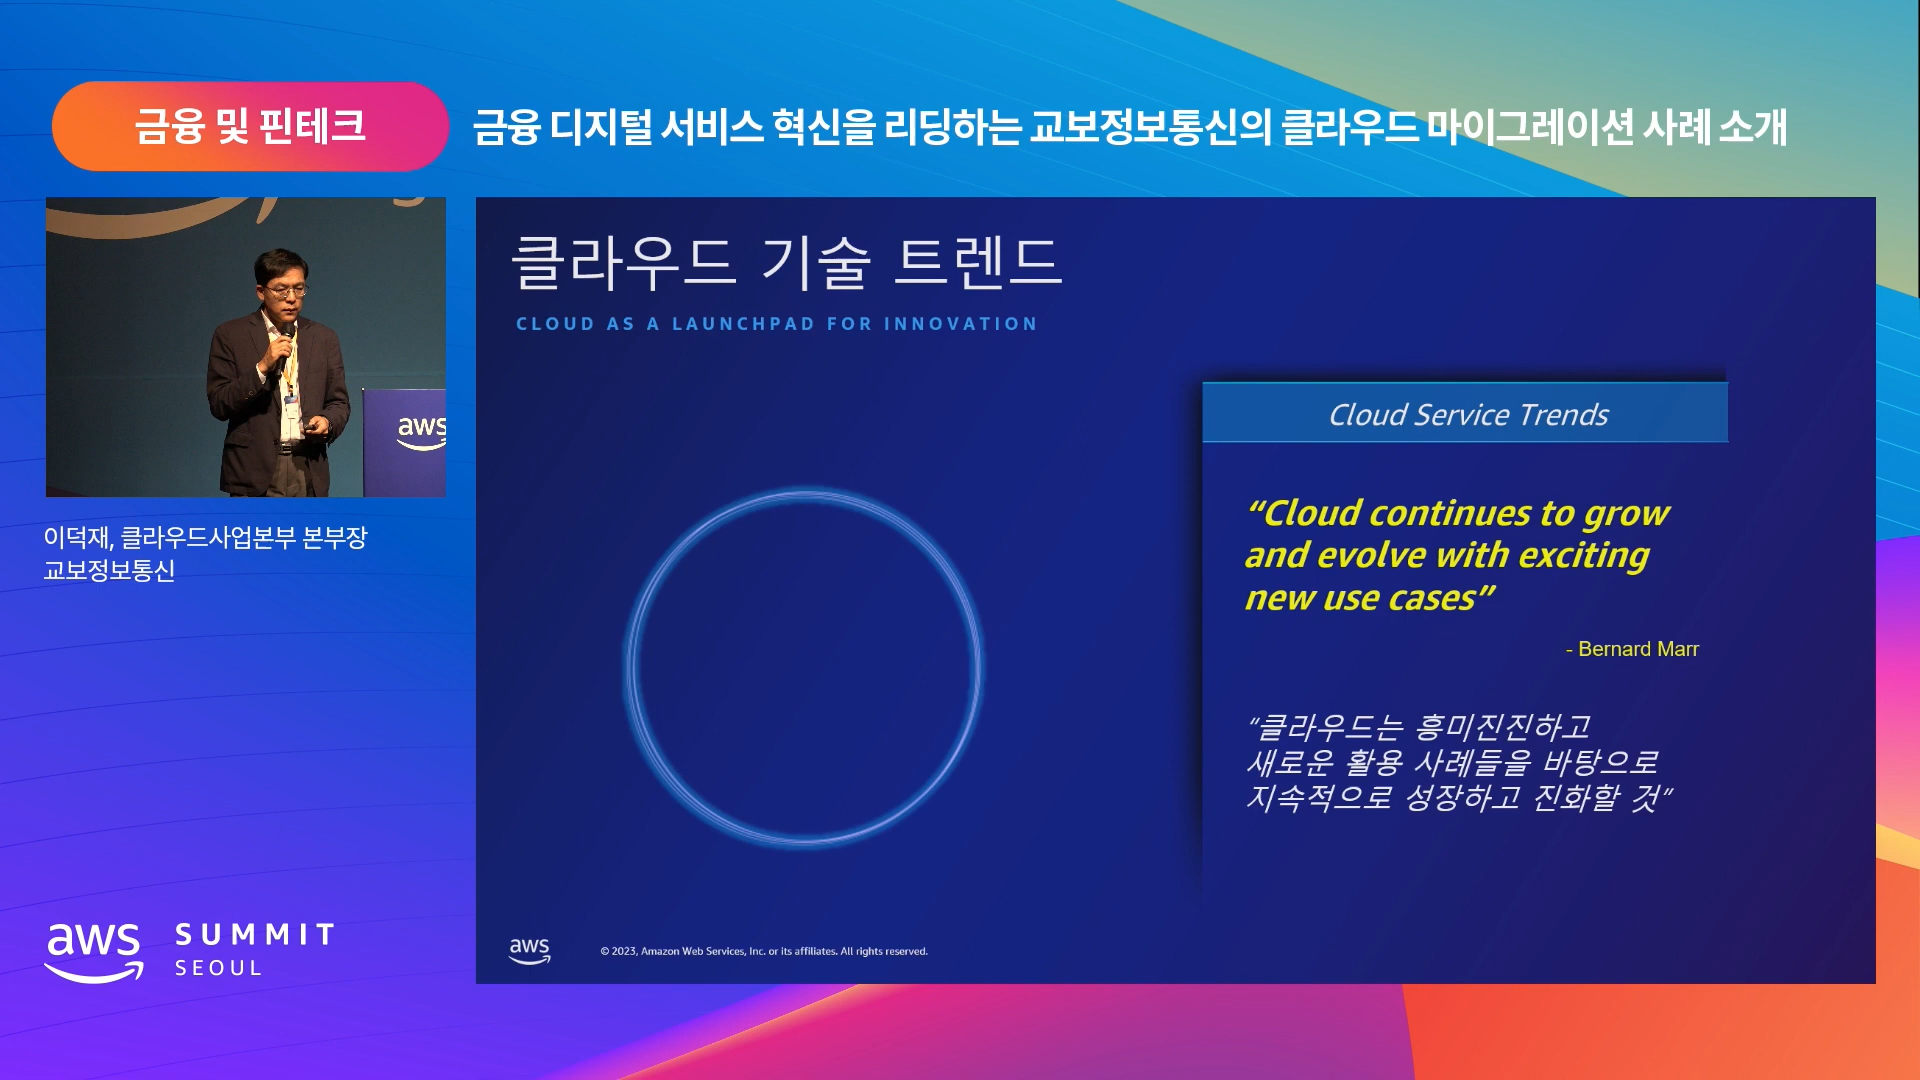 금융 및 핀테크
금융 디지털 서비스 혁신을 리딩하는 교보정보통신의 클라우드 마이그레이션 사례 소개
aws
이덕재, 클라우드사업본부 본부장
교보정보통신
클라우드 기술 트렌드
CLOUD AS A LAUNCHPAD FOR INNOVATION
Cloud Service Trends
“Cloud continues to grow
and evolve with exciting
new use cases”
- Bernard Marr
“클라우드는 흥미진진하고
새로운 활용 사례들을 바탕으로
지속적으로 성장하고 진화할 것”
aws
© 2023, Amazon Web Services, Inc. or its affiliates. All rights reserved.
aws
SUMMIT
SEOUL